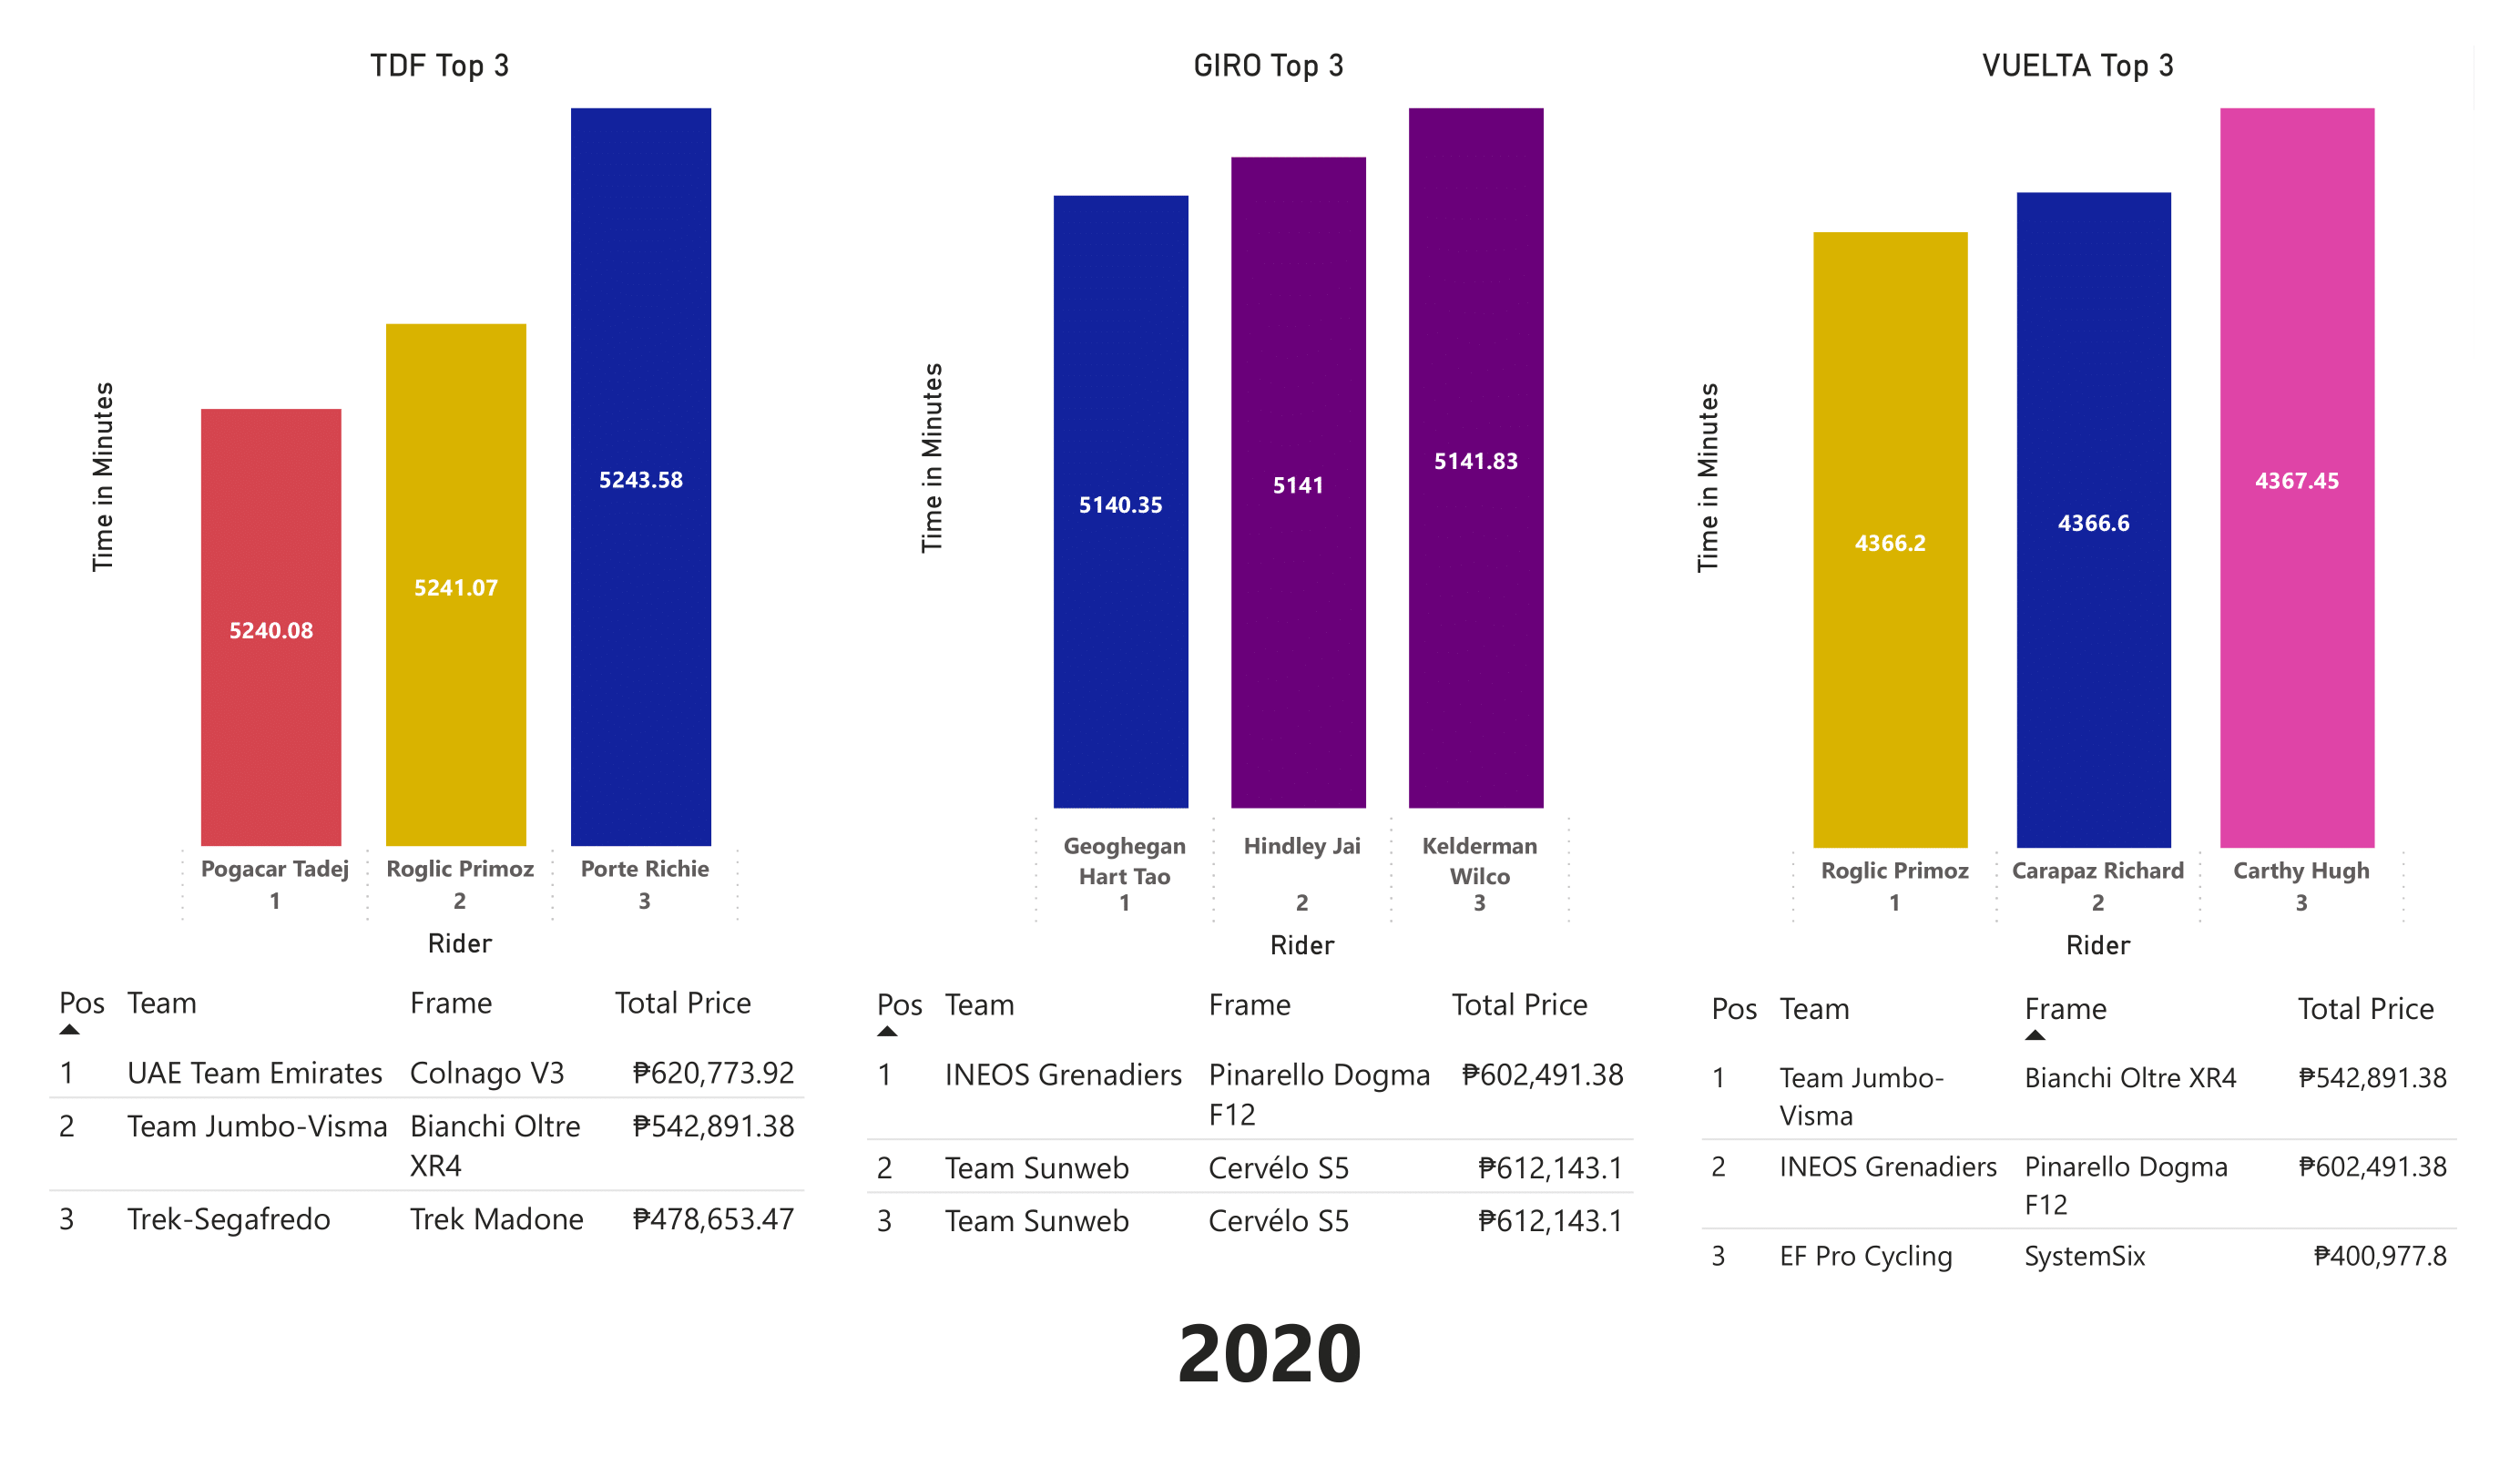 TDF Top 3
Time in Minutes
5240.08
5241.07
5243.58
Pogacar Tadej
1
Roglic Primoz
2
Porte Richie
3
Rider
GIRO Top 3
Time in Minutes
5140.35
5141
5141.83
Geoghegan
Hart Tao
1
Hindley Jai
2
Kelderman
Wilco
3
Rider
VUELTA Top 3
Time in Minutes
4366.2
4366.6
4367.45
Roglic Primoz
1
Carapaz Richard
2
Carthy Hugh
3
Rider
Pos Team Frame Total Price
1 UAE Team Emirates Colnago V3 ₱620,773.92
2 Team Jumbo-Visma Bianchi Oltre ₱542,891.38
XR4
3 Trek-Segafredo Trek Madone ₱478,653.47
Pos Team Frame Total Price
1 INEOS Grenadiers Pinarello Dogma ₱602,491.38
F12
2 Team Sunweb Cervélo S5 ₱612,143.1
3 Team Sunweb Cervélo S5 ₱612,143.1
Pos Team Frame Total Price
1 Team Jumbo- Bianchi Oltre XR4 ₱542,891.38
Visma
2 INEOS Grenadiers Pinarello Dogma ₱602,491.38
F12
3 EF Pro Cycling SystemSix ₱400,977.8
2020